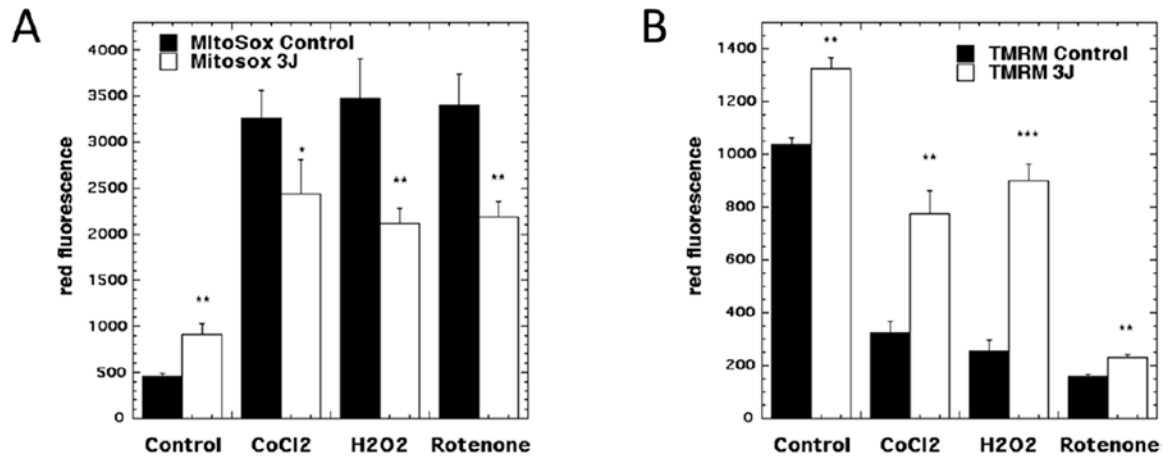 A
MitoSox Control
Mitosox 3J
red fluorescence
4000
3500
3000
2500
2000
1500
1000
500
0
**
*
**
**
Control CoCl2 H2O2 Rotenone
B
TMRM Control
TMRM 3J
red fluorescence
1400
1200
1000
800
600
400
200
0
**
**
***
**
Control CoCl2 H2O2 Rotenone